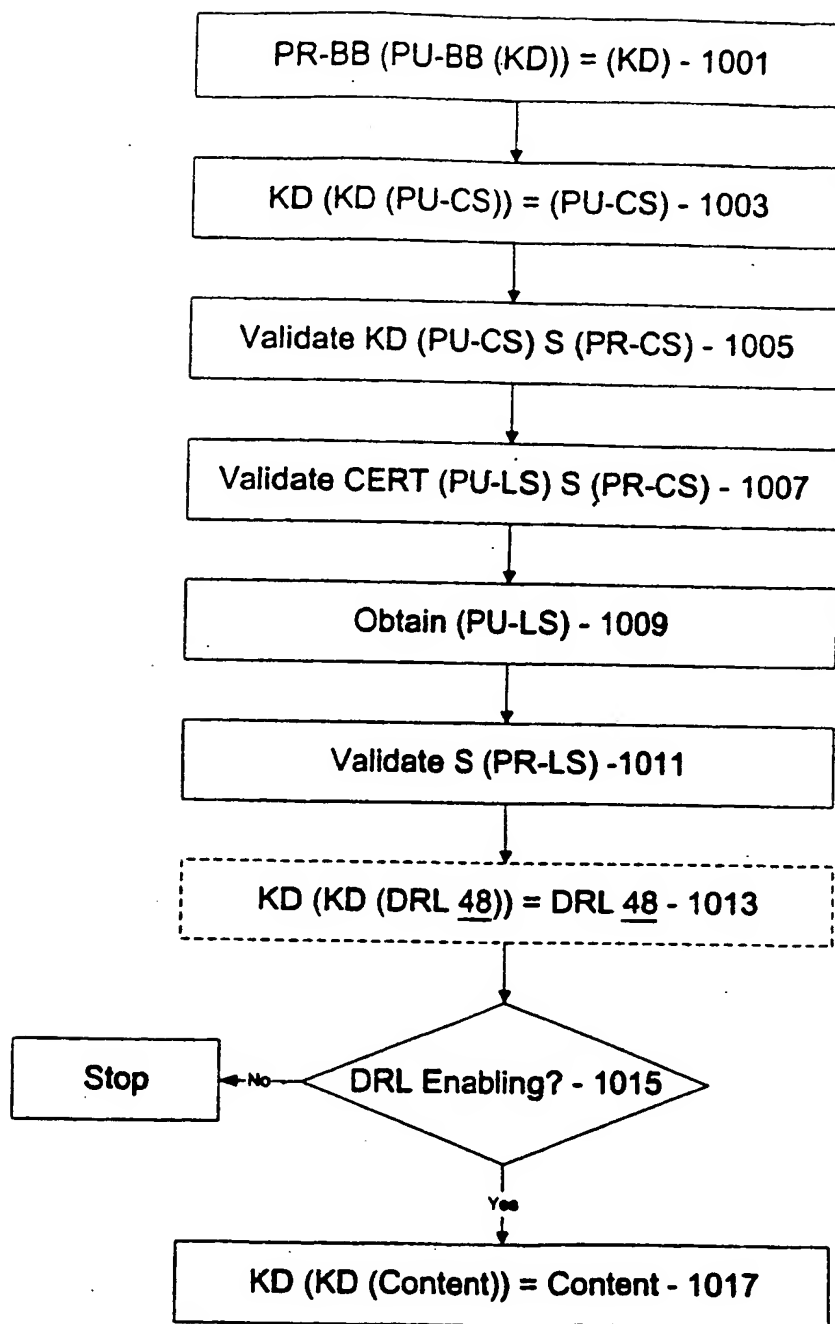 PR-BB (PU-BB (KD)) = (KD) - 1001
KD (KD (PU-CS)) = (PU-CS) - 1003
Validate KD (PU-CS) S (PR-CS) - 1005
Validate CERT (PU-LS) S (PR-CS) - 1007
Obtain (PU-LS) - 1009
Validate S (PR-LS) -1011
KD (KD (DRL 48)) = DRL 48 - 1013
Stop
No
DRL Enabling? - 1015
Yes
KD (KD (Content)) = Content - 1017